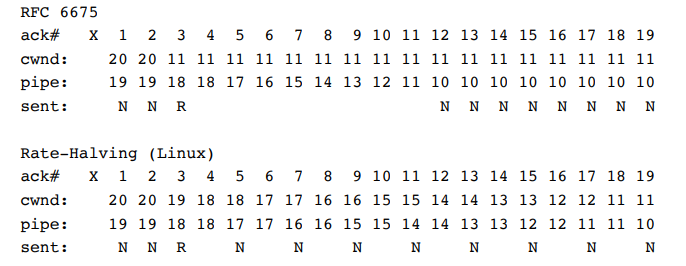 RFC 6675
ack# X 1 2 3 4 5 6 7 8 9 10 11 12 13 14 15 16 17 18 19
cwnd: 20 20 11 11 11 11 11 11 11 11 11 11 11 11 11 11 11 11 11
pipe: 19 19 18 18 17 16 15 14 13 12 11 10 10 10 10 10 10 10 10
sent: N N R N N N N N N N N
Rate-Halving (Linux)
ack# X 1 2 3 4 5 6 7 8 9 10 11 12 13 14 15 16 17 18 19
cwnd: 20 20 19 18 18 17 17 16 16 15 15 14 14 13 13 12 12 11 11
pipe: 19 19 18 18 17 17 16 16 15 15 14 14 13 13 12 12 11 11 10
sent: N N R N N N N N N N N